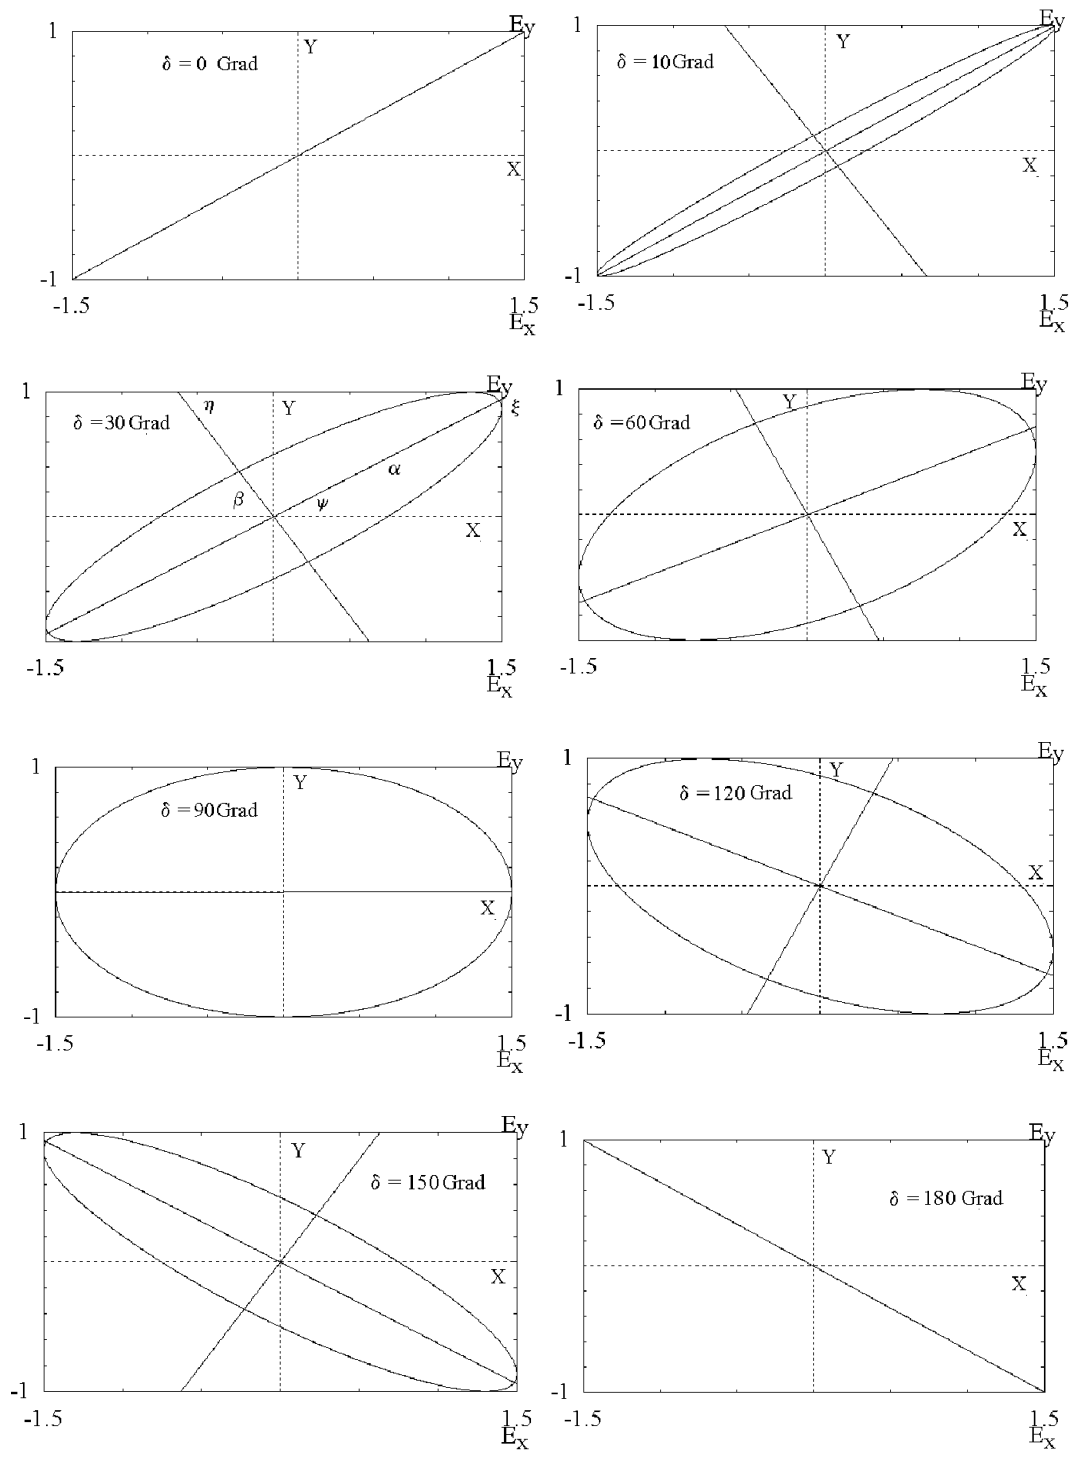 1
Ey
Y
δ = 0 Grad
X
-1
-1.5
1.5
Ex
Ey
1
Y
δ = 10 Grad
X
-1
-1.5
1.5
Ex
1
Ey
η
Y
ξ
δ = 30 Grad
α
β
ψ
X
-1.5
1.5
Ex
1
Ey
Y
δ = 60 Grad
X
-1.5
1.5
Ex
1
Ey
Y
δ = 90 Grad
X
-1
-1.5
1.5
Ex
1
Ey
Y
δ = 120 Grad
X
-1
-1.5
1.5
Ex
1
Ey
Y
δ = 150 Grad
X
-1
-1.5
1.5
Ex
1
Ey
Y
δ = 180 Grad
X
-1
-1.5
1.5
Ex